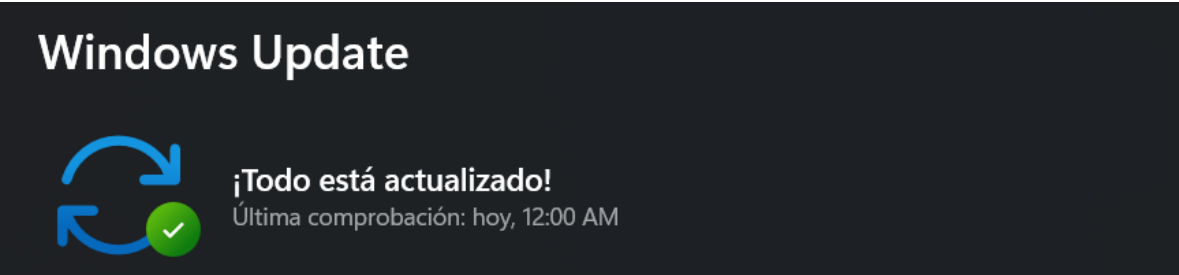 Windows Update
¡Todo está actualizado!
Última comprobación: hoy, 12:00 AM